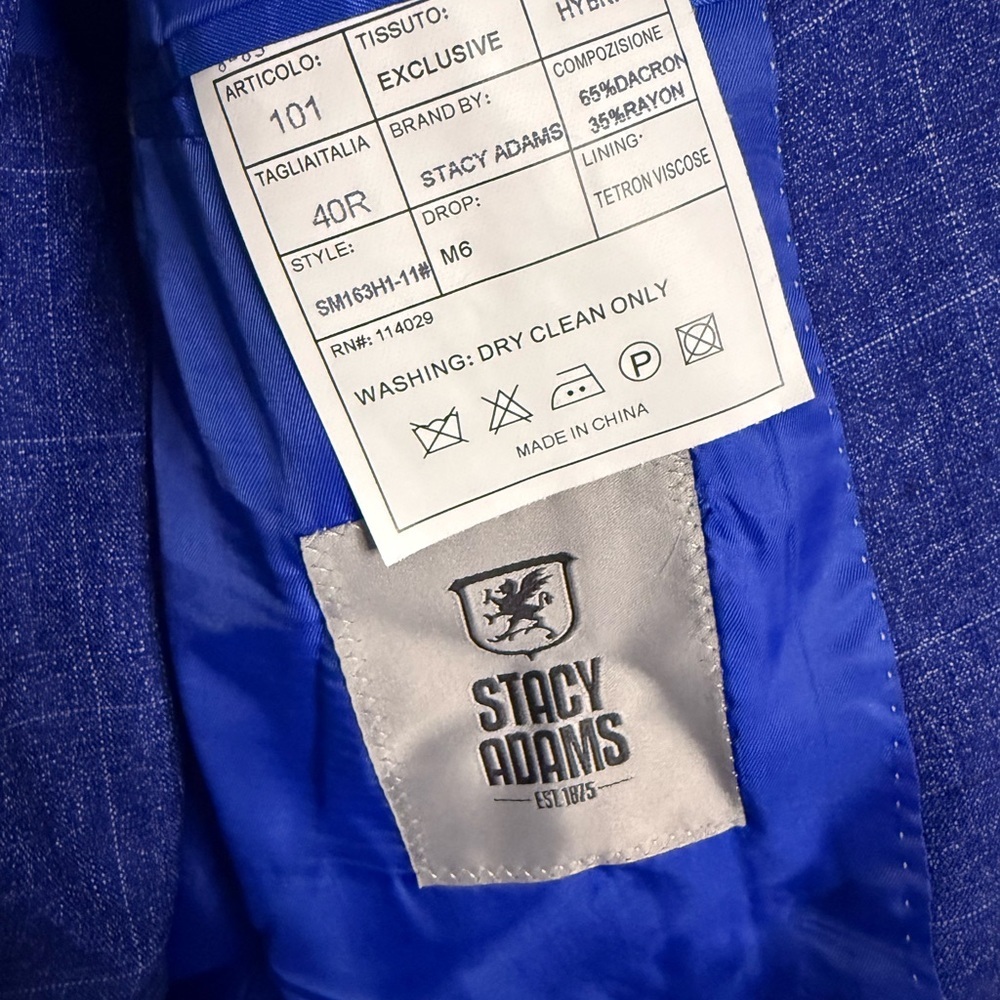 ARTICOLO:
101
TISSUTO:
EXCLUSIVE
COMPOZISIONE
65%DACRON
35%RAYON
TAGLIAITALIA
40R
BRAND BY:
STACY ADAMS
LINING:
TETRON VISCOSE
STYLE:
SM163H1-11#
DROP:
M6
RN#: 114029
WASHING: DRY CLEAN ONLY
P
MADE IN CHINA
STACY
ADAMS
EST.1875